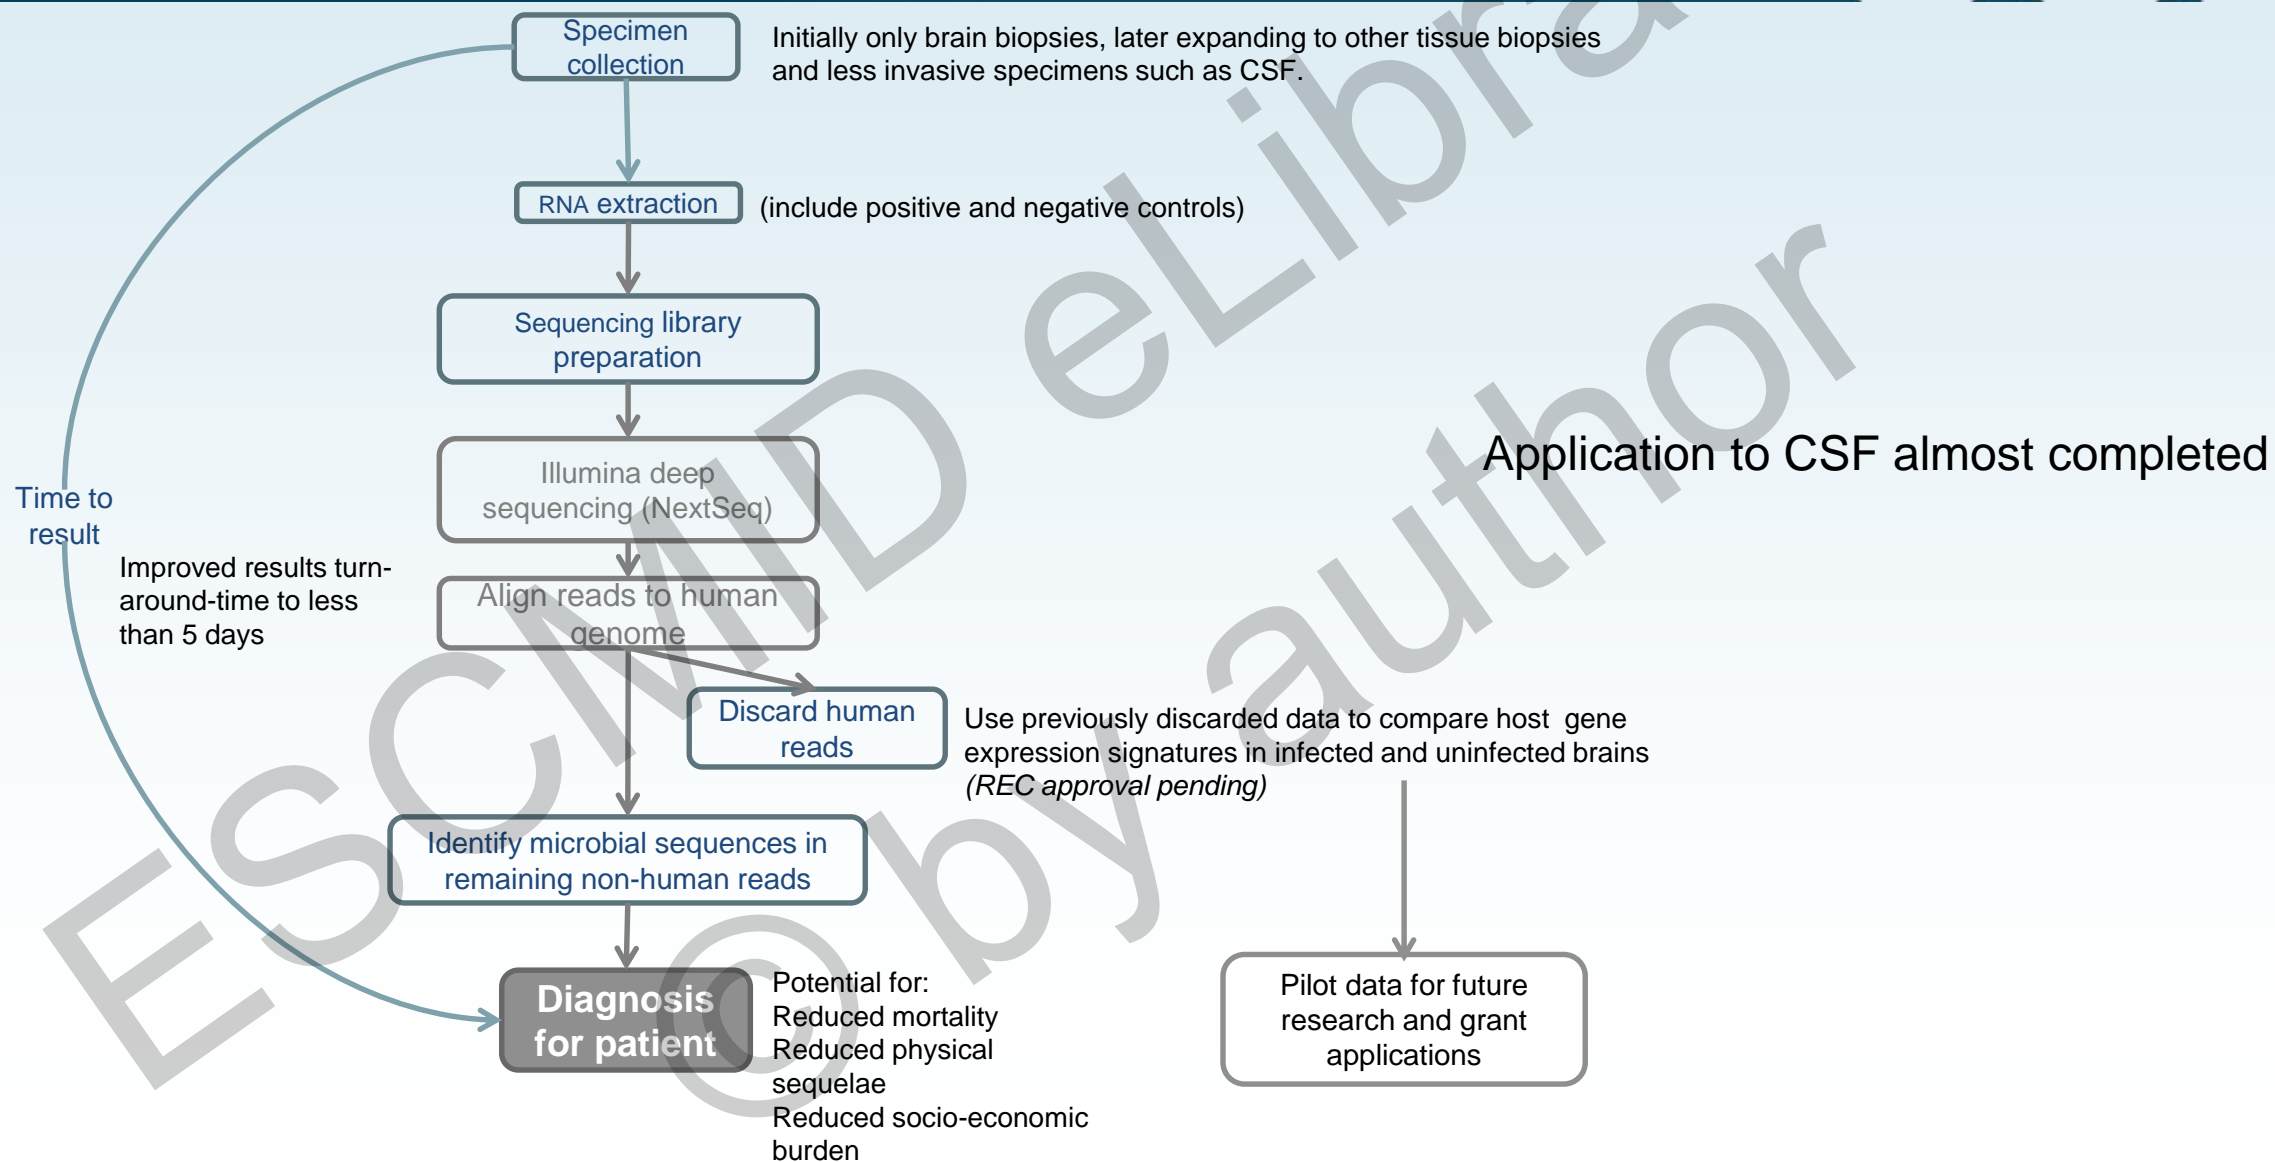 Specimen
collection
Initially only brain biopsies, later expanding to other tissue biopsies
and less invasive specimens such as CSF.
RNA extraction
(include positive and negative controls)
Sequencing library
preparation
Illumina deep
sequencing (NextSeq)
Application to CSF almost completed
Time to
result
Improved results turn-
around-time to less
than 5 days
Align reads to human
genome
Discard human
reads
Use previously discarded data to compare host gene
expression signatures in infected and uninfected brains
(REC approval pending)
Identify microbial sequences in
remaining non-human reads
Diagnosis
for patient
Potential for:
Reduced mortality
Reduced physical
sequelae
Reduced socio-economic
burden
Pilot data for future
research and grant
applications
ESCMID eLibra
© by author